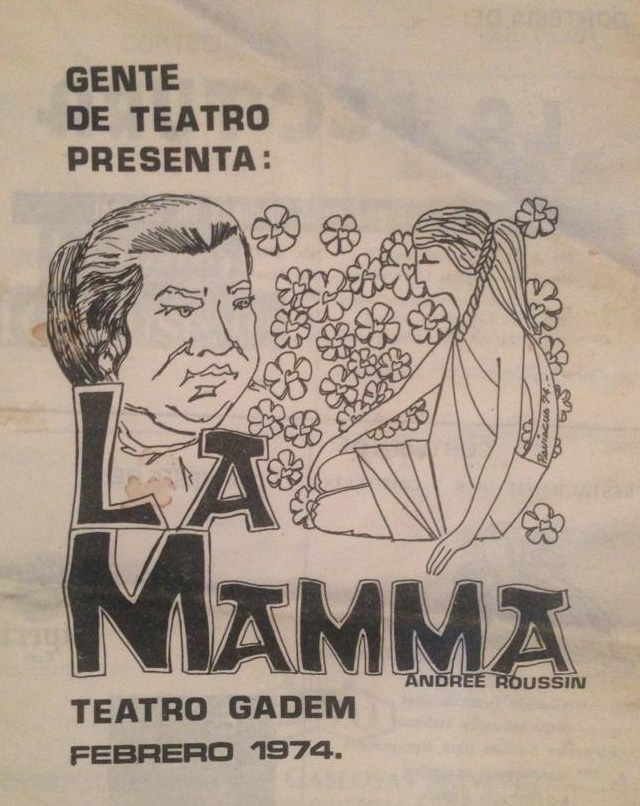 GENTE
DE TEATRO
PRESENTA:
LA
MAMMA
ANDREE ROUSSIN
TEATRO GADEM
FEBRERO 1974.